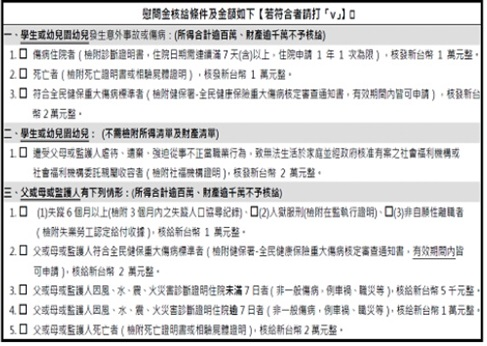 慰問金核給條件及金額如下【若符合者請打「v」】□
一、學生或幼兒園幼兒發生意外事故或傷病：(所得合計逾百萬、財產逾千萬不予核給)
1. □ 傷病住院者（檢附診斷證明書，住院日期需連續滿 7 天(含)以上，住院申請 1 年 1 次為限），核發新台幣 1 萬元整。
2. □ 死亡者（檢附死亡證明書或相驗屍體證明），核發新台幣 1 萬元整。
3. □ 符合全民健保重大傷病標準者（檢附健保署-全民健康保險重大傷病核定審查通知書，有效期間內皆可申請），核發新台
幣 2 萬元整。
二、學生或幼兒園幼兒：(不需檢附所得清單及財產清單)
1. □ 遭受父母或監護人虐待、遺棄、強迫從事不正當職業行為，致無法生活於家庭並經政府核准有案之社會福利機構或
社會福利機構委託親屬收容者（檢附社福機構證明)，核發新台幣 2 萬元整。
三、父或母或監護人有下列情形：(所得合計逾百萬、財產逾千萬不予核給)
1. □ (1)失蹤 6 個月以上(檢附 3 個月內之失蹤人口協尋紀錄)、□(2)入獄服刑(檢附在監執行證明)、□(3)非自願性離職者
（檢附失業勞工認定給付收據），核給新台幣 1 萬元整。
2. □ 父或母或監護人符合全民健保重大傷病標準者（檢附健保署-全民健康保險重大傷病核定審查通知書，有效期間內皆
可申請），核給新台幣 2 萬元整。
3. □ 父或母或監護人因風、水、震、火災害診斷證明住院未滿 7 日者（非一般傷病，例車禍、職災等），核給新台幣 5 千元整。
4. □ 父或母或監護人因風、水、震、火災害診斷證明住院逾 7 日者（非一般傷病，例車禍、職災等），核給新台幣 1 萬元整。
5. □ 父或母或監護人死亡者（檢附死亡證明書或相驗屍體證明)，核給新台幣 2 萬元整。